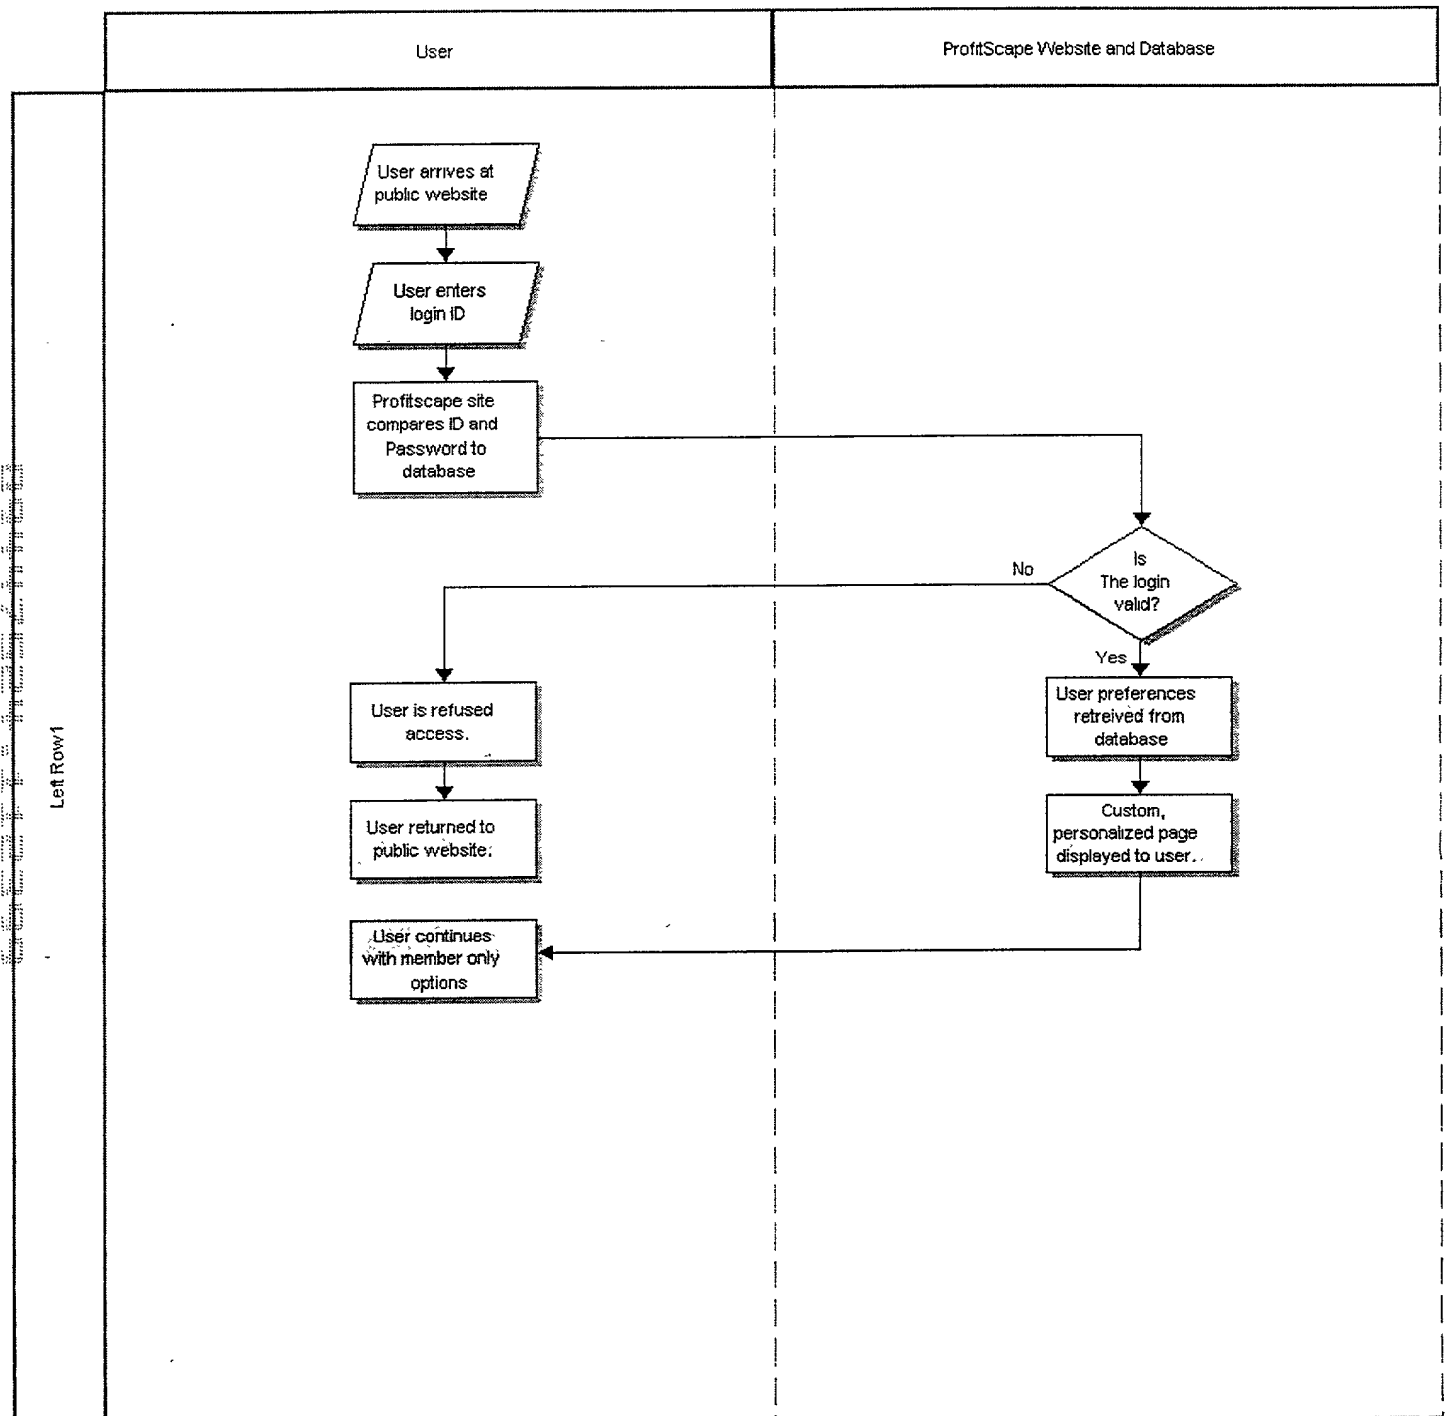 User
ProfitScape Website and Database
User arrives at
public website
User enters
login ID
Profitscape site
compares ID and
Password to
database
Is
The login
valid?
No
Yes
User is refused
access.
User preferences
retreived from
database
User returned to
public website.
Custom,
personalized page
displayed to user.
User continues
with member only
options
Left Row1